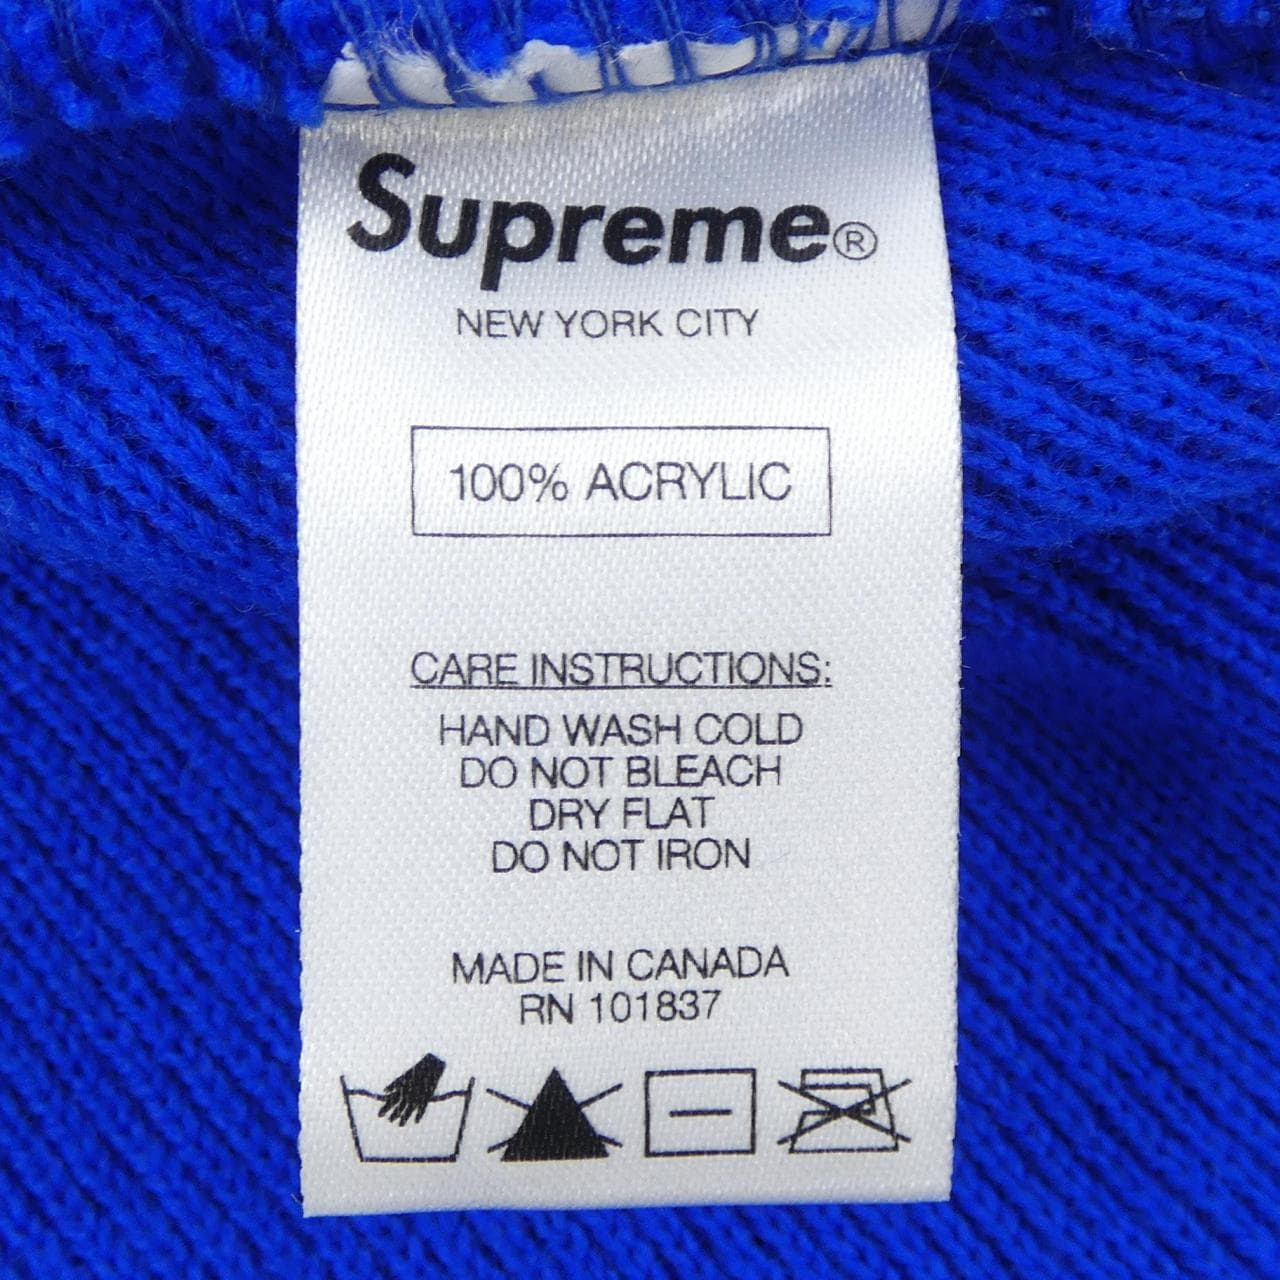 Supreme®
NEW YORK CITY
100% ACRYLIC
CARE INSTRUCTIONS:
HAND WASH COLD
DO NOT BLEACH
DRY FLAT
DO NOT IRON
MADE IN CANADA
RN 101837